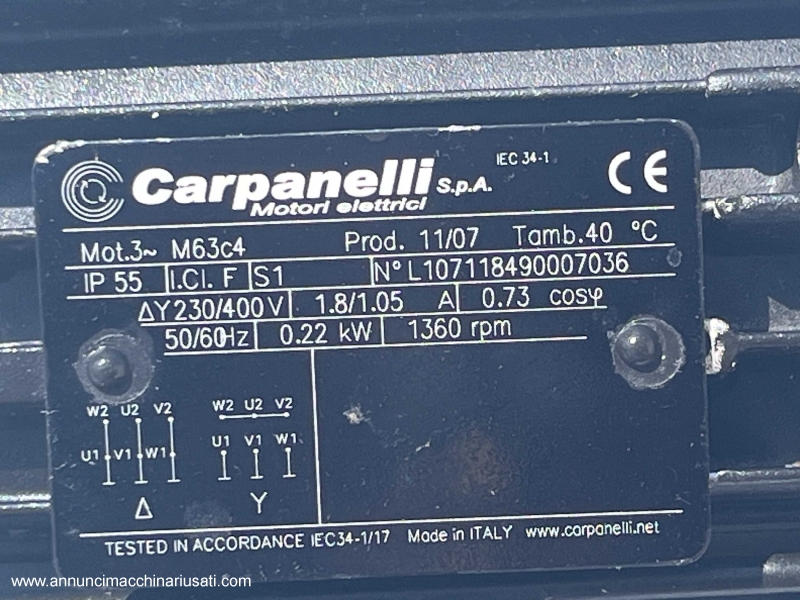 Carpanelli S.p.A. IEC 34-1 CE
Motori elettrici
Mot.3~ M63c4 Prod. 11/07 Tamb.40 °C
IP 55 I.Cl. F S1 N° L107118490007036
ΔY230/400V 1.8/1.05 A 0.73 cosφ
50/60Hz 0.22 kW 1360 rpm
W2 U2 V2 W2 U2 V2
U1 V1 W1 U1 V1 W1
Δ Y
TESTED IN ACCORDANCE IEC34-1/17 Made in ITALY www.carpanelli.net
www.annuncimacchinariusati.com